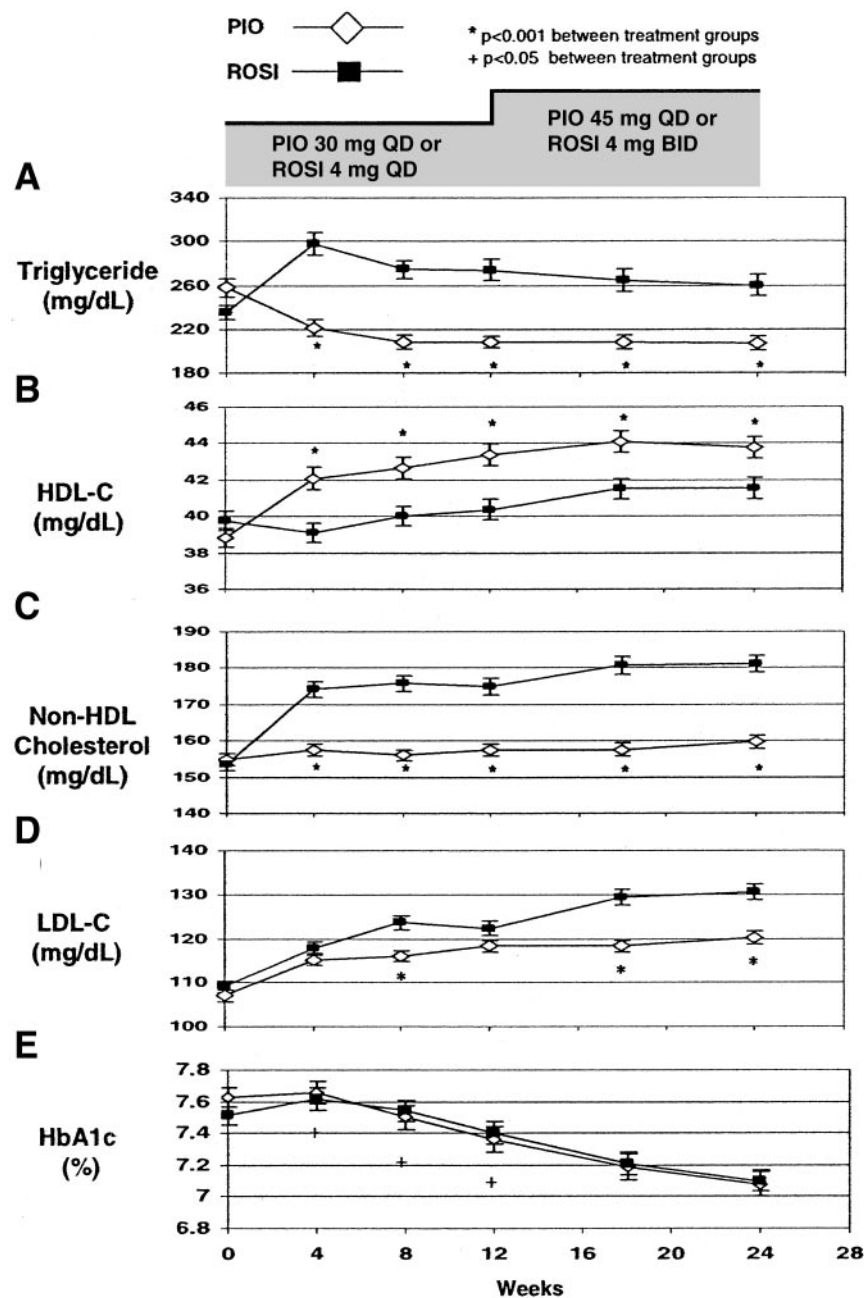 PIO
ROSI
* p<0.001 between treatment groups
+ p<0.05 between treatment groups
PIO 30 mg QD or
ROSI 4 mg QD
PIO 45 mg QD or
ROSI 4 mg BID
A
Triglyceride
(mg/dL)
340
300
260
220
180
*
*
*
*
*
B
HDL-C
(mg/dL)
46
44
42
40
38
36
*
*
*
*
*
C
Non-HDL
Cholesterol
(mg/dL)
190
180
170
160
150
140
*
*
*
*
*
D
LDL-C
(mg/dL)
140
130
120
110
100
*
*
*
E
HbA1c
(%)
7.8
7.6
7.4
7.2
7
6.8
+
+
+
0 4 8 12 16 20 24 28
Weeks